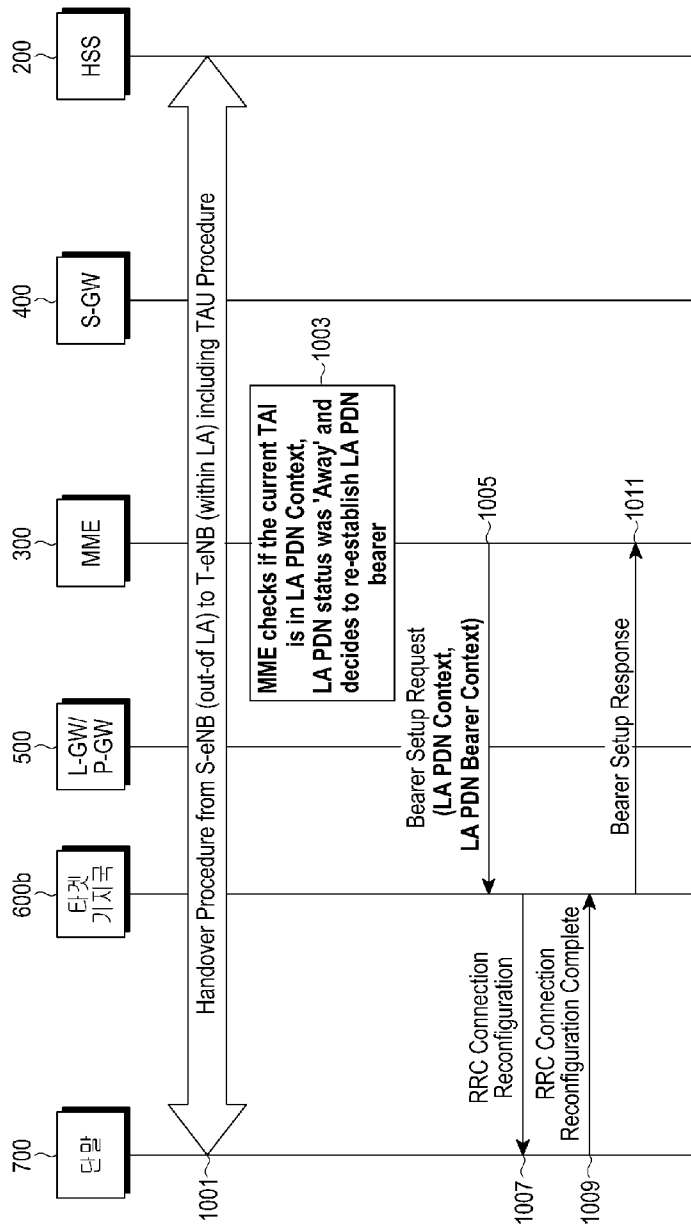 700
단말
600b
타겟
기지국
500
L-GW/
P-GW
300
MME
400
S-GW
200
HSS
1001
Handover Procedure from S-eNB (out-of LA) to T-eNB (within LA) including TAU Procedure
MME checks if the current TAI
is in LA PDN Context,
LA PDN status was 'Away' and
decides to re-establish LA PDN
bearer
1003
Bearer Setup Request
(LA PDN Context,
LA PDN Bearer Context)
1005
RRC Connection
Reconfiguration
1007
RRC Connection
Reconfiguration Complete
1009
Bearer Setup Response
1011